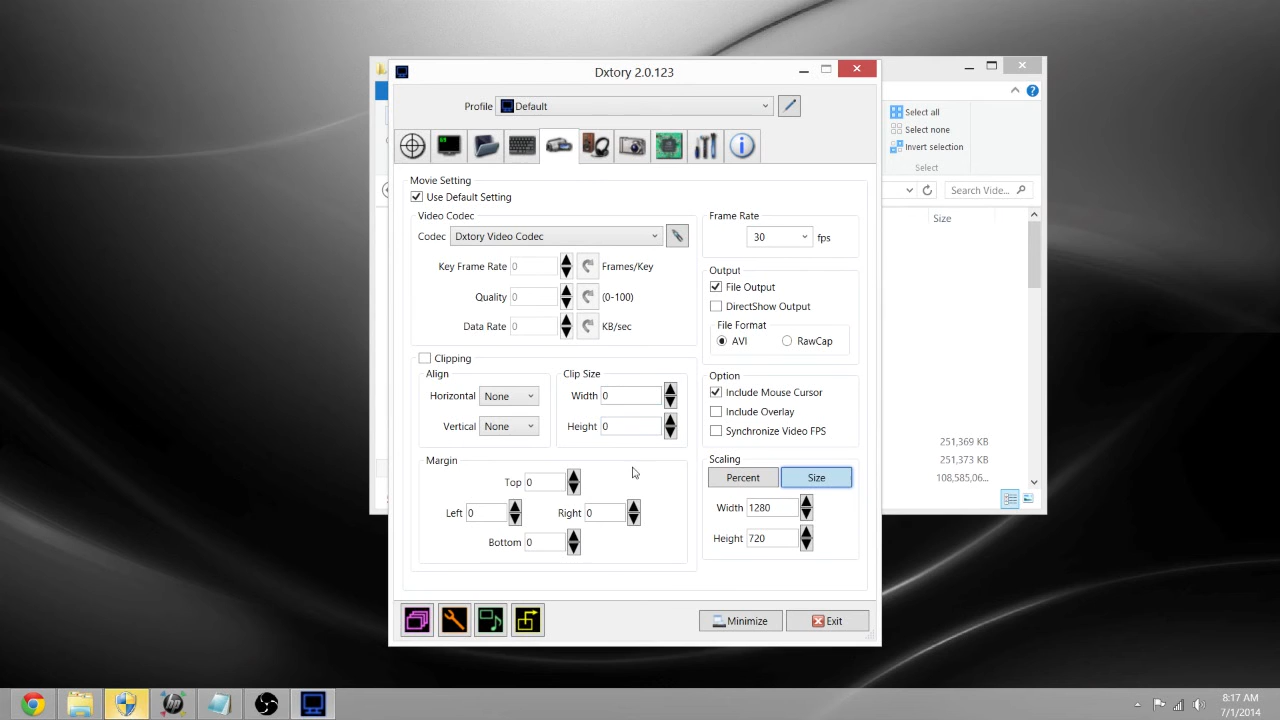 Dxtory 2.0.123
Profile
Default
Select all
Select none
Invert selection
Select
Search Vide...
Size
Movie Setting
Use Default Setting
Video Codec
Codec
Dxtory Video Codec
Key Frame Rate 0 Frames/Key
Quality 0 (0-100)
Data Rate 0 KB/sec
Frame Rate
30 fps
Output
File Output
DirectShow Output
File Format
AVI RawCap
Clipping
Align
Horizontal None
Vertical None
Clip Size
Width 0
Height 0
Option
Include Mouse Cursor
Include Overlay
Synchronize Video FPS
Margin
Top 0
Left 0 Right 0
Bottom 0
Scaling
Percent Size
Width 1280
Height 720
251,369 KB
251,373 KB
108,585,06...
Minimize Exit
8:17 AM
7/1/2014